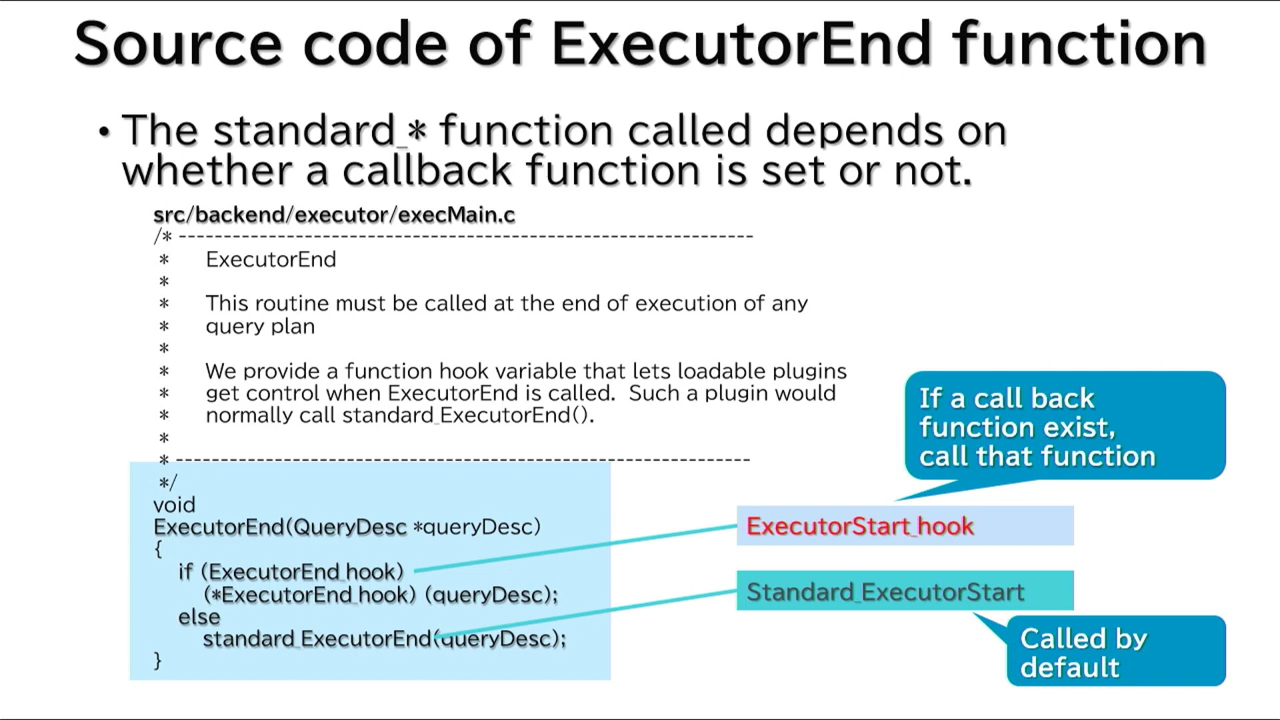 Source code of ExecutorEnd function
• The standard_* function called depends on
whether a callback function is set or not.
src/backend/executor/execMain.c
/* ----------------------------------------------------------------
 *      ExecutorEnd
 *
 *      This routine must be called at the end of execution of any
 *      query plan
 *
 *      We provide a function hook variable that lets loadable plugins
 *      get control when ExecutorEnd is called.  Such a plugin would
 *      normally call standard_ExecutorEnd().
 *
 * ----------------------------------------------------------------
 */
void
ExecutorEnd(QueryDesc *queryDesc)
{
    if (ExecutorEnd_hook)
        (*ExecutorEnd_hook) (queryDesc);
    else
        standard_ExecutorEnd(queryDesc);
}
If a call back
function exist,
call that function
ExecutorStart_hook
Standard_ExecutorStart
Called by
default